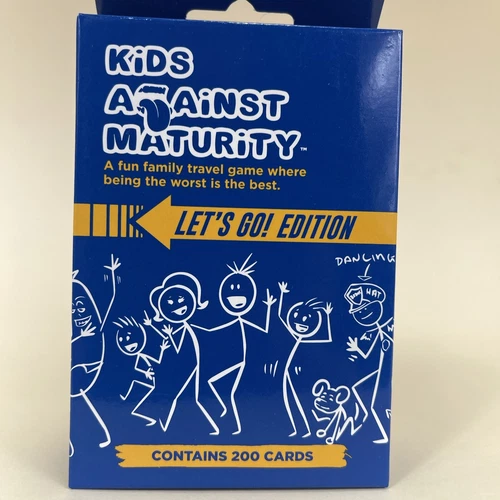 KiDS
AGAiNST
MATURiTY™
A fun family travel game where
being the worst is the best.
LET'S GO! EDITION
DANCING
HAT
CONTAINS 200 CARDS